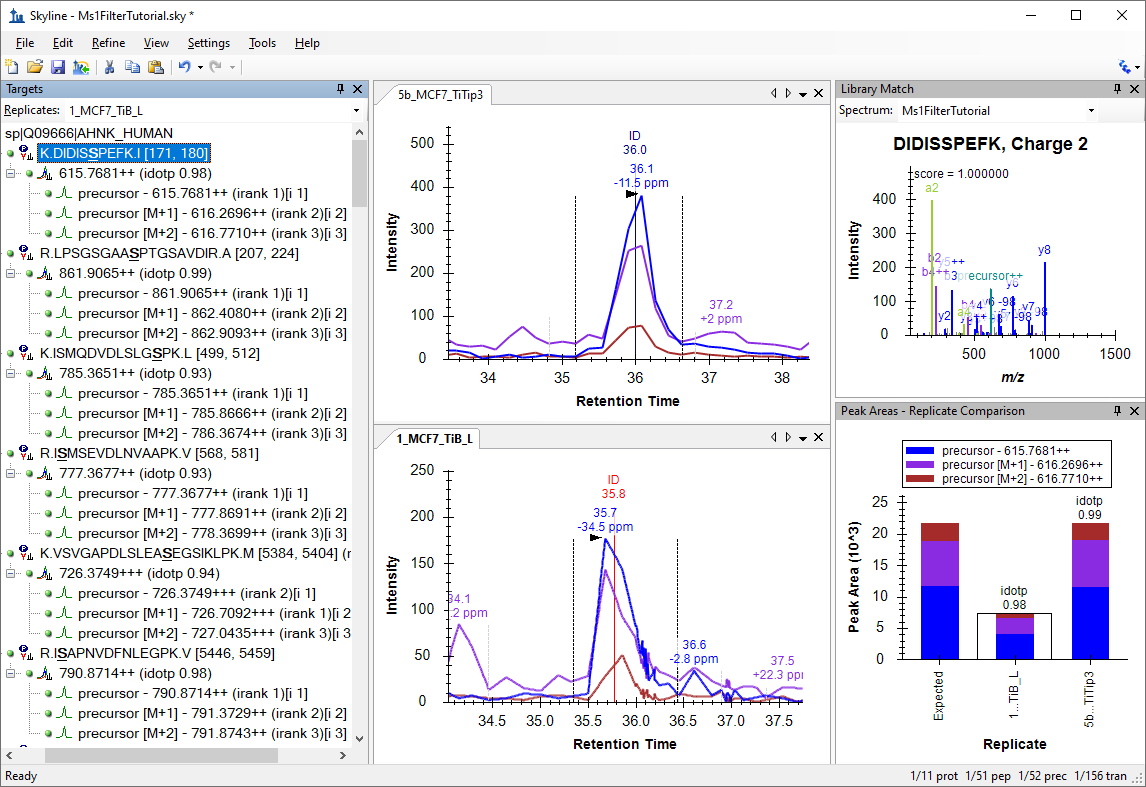 Skyline - Ms1FilterTutorial.sky *
File Edit Refine View Settings Tools Help
Targets
Replicates: 1_MCF7_TiB_L
sp|Q09666|AHNK_HUMAN
K.DIDISSPEFK.I [171, 180]
615.7681++ (idotp 0.98)
precursor - 615.7681++ (irank 1)[i 1]
precursor [M+1] - 616.2696++ (irank 2)[i 2]
precursor [M+2] - 616.7710++ (irank 3)[i 3]
R.LPSGSGAASPTGSAVDIR.A [207, 224]
861.9065++ (idotp 0.99)
precursor - 861.9065++ (irank 1)[i 1]
precursor [M+1] - 862.4080++ (irank 2)[i 2]
precursor [M+2] - 862.9093++ (irank 3)[i 3]
K.ISMQDVDLSLGSPK.L [499, 512]
785.3651++ (idotp 0.93)
precursor - 785.3651++ (irank 1)[i 1]
precursor [M+1] - 785.8666++ (irank 2)[i 2]
precursor [M+2] - 786.3674++ (irank 3)[i 3]
R.ISMSEVDLNVAAPK.V [568, 581]
777.3677++ (idotp 0.93)
precursor - 777.3677++ (irank 1)[i 1]
precursor [M+1] - 777.8691++ (irank 2)[i 2]
precursor [M+2] - 778.3699++ (irank 3)[i 3]
K.VSVGAPDLSLEASEGSIKLPK.M [5384, 5404] (r
726.3749+++ (idotp 0.94)
precursor - 726.3749+++ (irank 2)[i 1]
precursor [M+1] - 726.7092+++ (irank 1)[i 2
precursor [M+2] - 727.0435+++ (irank 3)[i 3
R.ISAPNVDFNLEGPK.V [5446, 5459]
790.8714++ (idotp 0.98)
precursor - 790.8714++ (irank 1)[i 1]
precursor [M+1] - 791.3729++ (irank 2)[i 2]
precursor [M+2] - 791.8743++ (irank 3)[i 3]
5b_MCF7_TiTip3
500
400
300
200
100
0
Intensity
ID
36.0
36.1
-11.5 ppm
37.2
+2 ppm
34 35 36 37 38
Retention Time
1_MCF7_TiB_L
250
200
150
100
50
0
Intensity
ID
35.8
35.7
-34.5 ppm
34.1
2 ppm
36.6
-2.8 ppm
37.5
+22.3 ppm
34.5 35.0 35.5 36.0 36.5 37.0 37.5
Retention Time
Library Match
Spectrum: Ms1FilterTutorial
DIDISSPEFK, Charge 2
score = 1.000000
400
300
200
100
0
Intensity
a2
b2
y5++
b4++
b3
precursor++
y8
y6
y2
b4
a4
y6 -98
y7
500 1000 1500
m/z
Peak Areas - Replicate Comparison
precursor - 615.7681++
precursor [M+1] - 616.2696++
precursor [M+2] - 616.7710++
25
20
15
10
5
0
Peak Area (10^3)
idotp
0.98
idotp
0.99
Expected
1...TiB_L
5b...TiTip3
Replicate
Ready
1/11 prot 1/51 pep 1/52 prec 1/156 tran